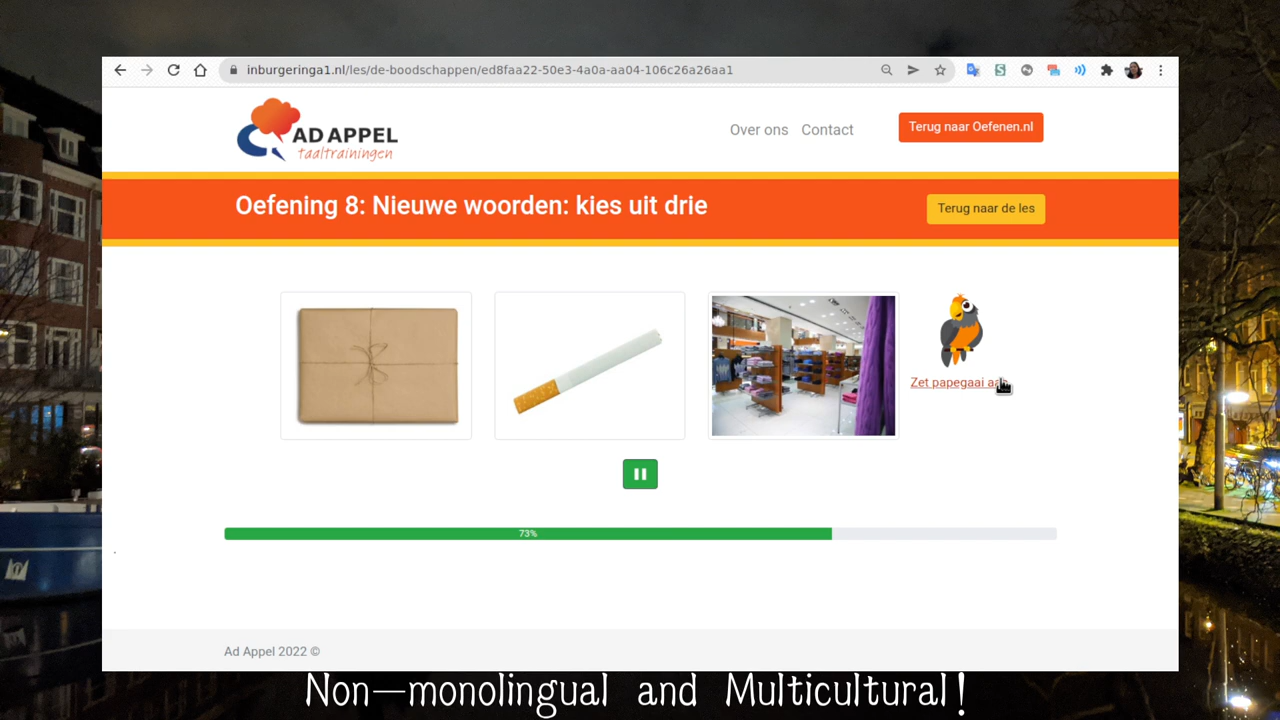 inburgeringa1.nl/les/de-boodschappen/ed8faa22-50e3-4a0a-aa04-106c26a26aa1
AD APPEL
taaltrainingen
Over ons
Contact
Terug naar Oefenen.nl
Oefening 8: Nieuwe woorden: kies uit drie
Terug naar de les
Zet papegaai
73%
Ad Appel 2022 ©
Non—monolingual and Multicultural!